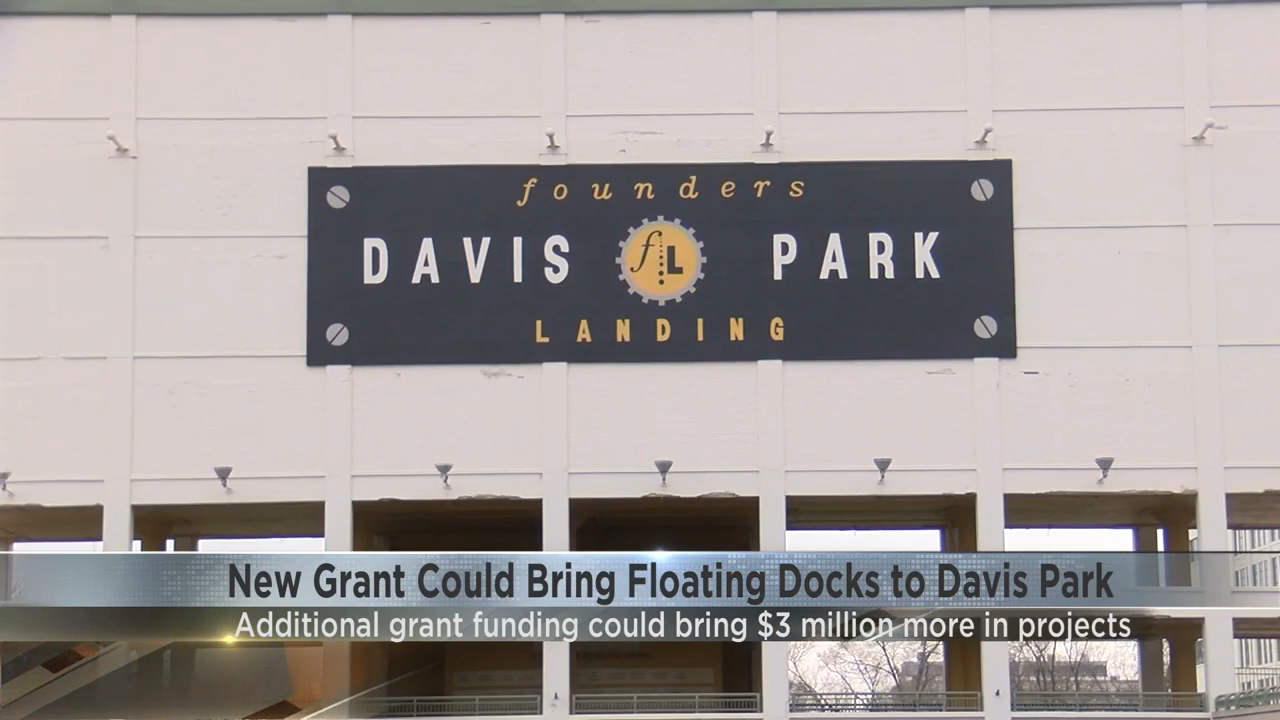 founders
DAVIS fL PARK
LANDING
New Grant Could Bring Floating Docks to Davis Park
Additional grant funding could bring $3 million more in projects